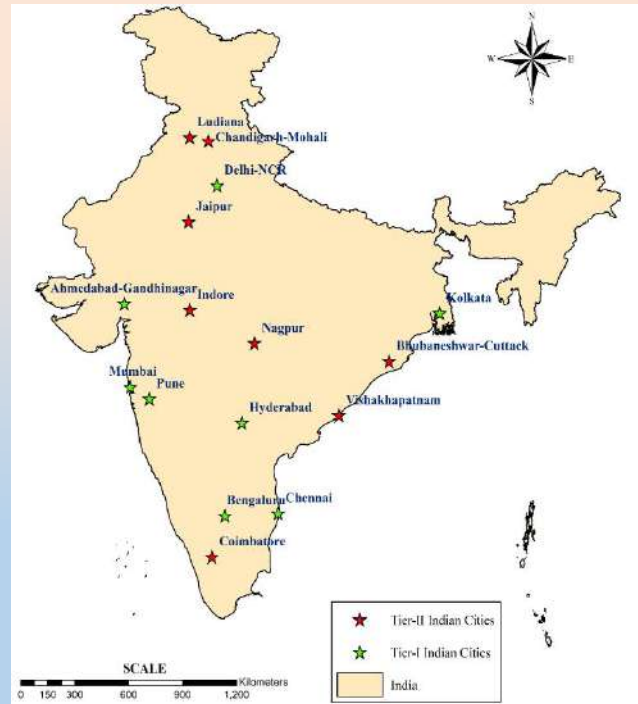 N
W E
S
Ludiana
Chandigarh-Mohali
Delhi-NCR
Jaipur
Ahmedabad-Gandhinagar
Indore
Kolkata
Nagpur
Bhubaneshwar-Cuttack
Mumbai
Pune
Hyderabad
Vishakhapatnam
Bengaluru
Chennai
Coimbatore
Tier-II Indian Cities
Tier-I Indian Cities
India
SCALE
Kilometers
0 75 150 300 600 900 1,200